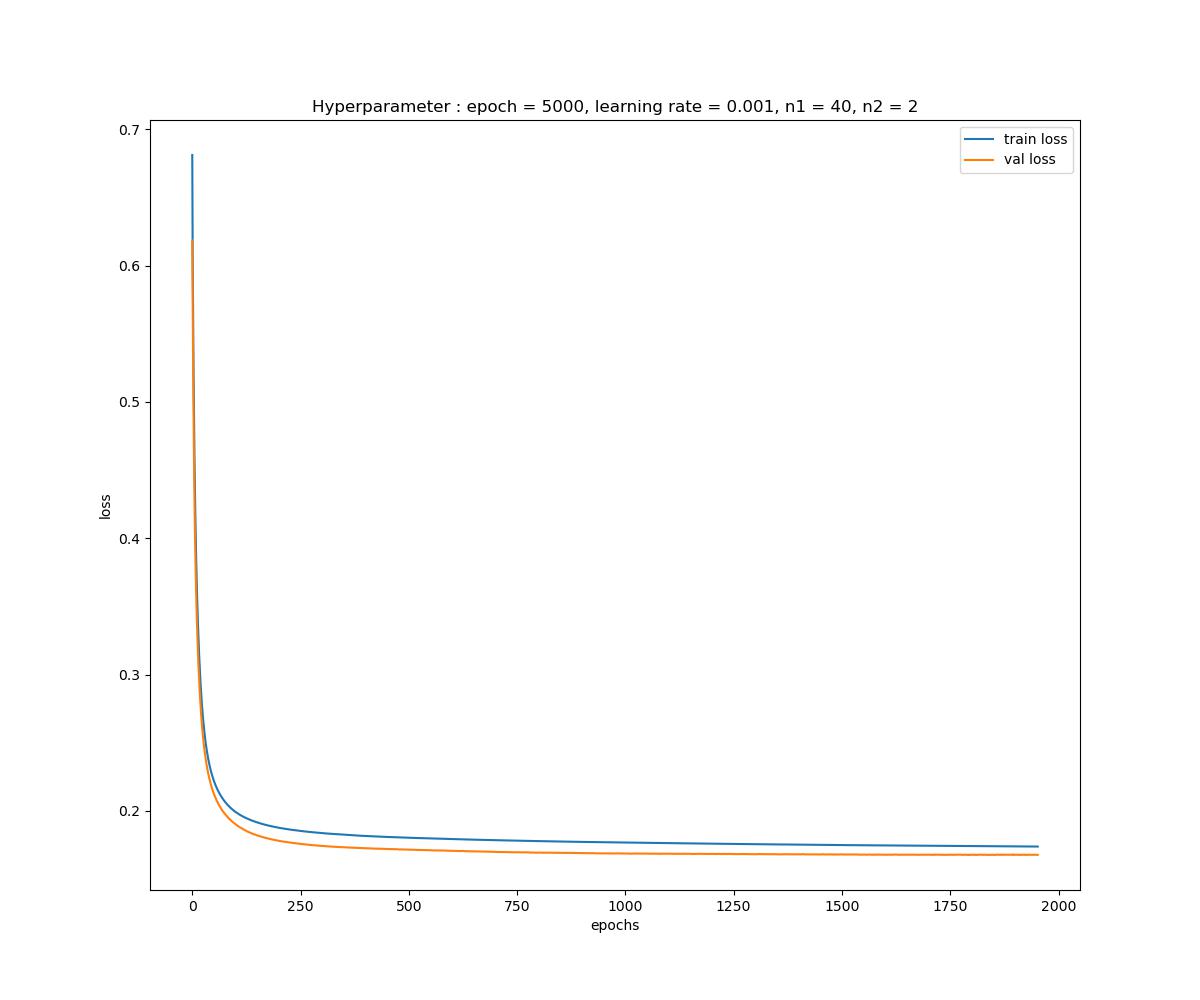 Hyperparameter : epoch = 5000, learning rate = 0.001, n1 = 40, n2 = 2
train loss
val loss
0.7
0.6
0.5
0.4
0.3
0.2
loss
0 250 500 750 1000 1250 1500 1750 2000
epochs